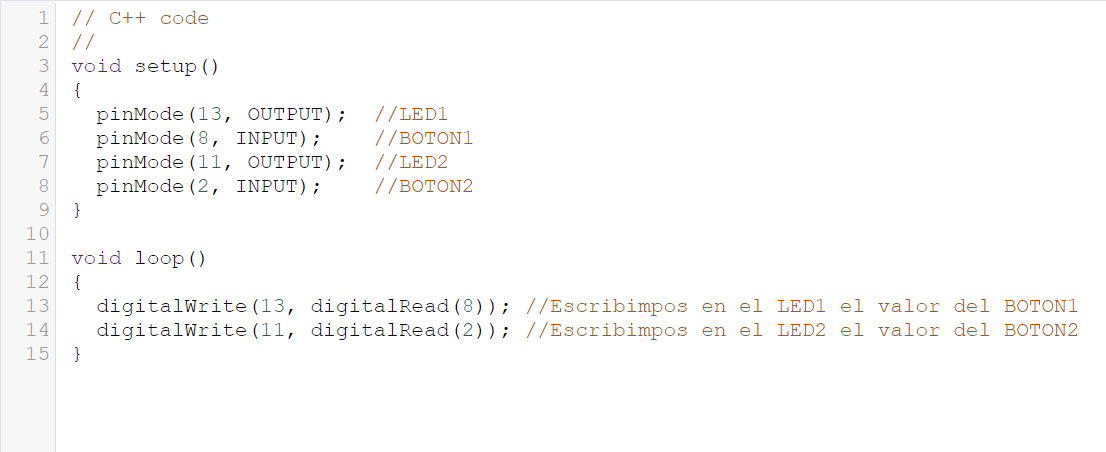 1 // C++ code
2 //
3 void setup()
4 {
5   pinMode(13, OUTPUT);  //LED1
6   pinMode(8, INPUT);    //BOTON1
7   pinMode(11, OUTPUT);  //LED2
8   pinMode(2, INPUT);    //BOTON2
9 }
10
11 void loop()
12 {
13   digitalWrite(13, digitalRead(8)); //Escribimpos en el LED1 el valor del BOTON1
14   digitalWrite(11, digitalRead(2)); //Escribimpos en el LED2 el valor del BOTON2
15 }